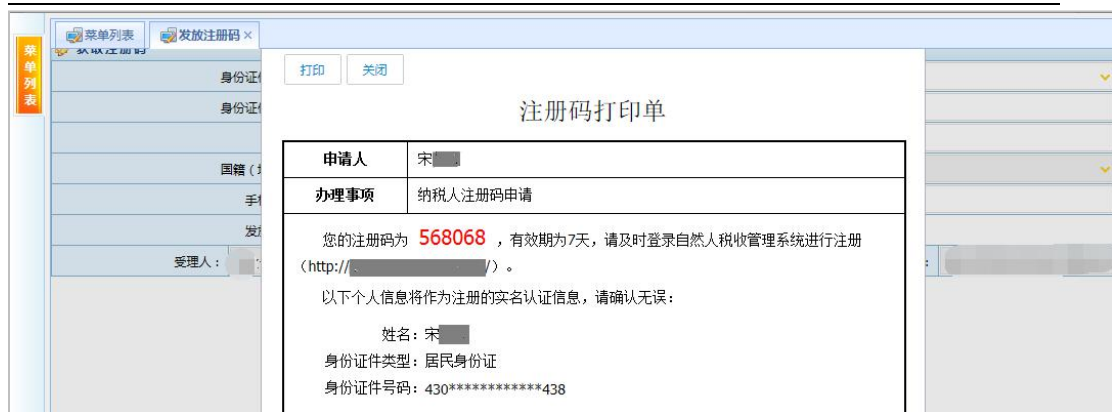 菜单列表
发放注册码
菜单列表
获取注册码
打印 关闭
身份证
身份证
国籍（
手
发
受理人：
：
注册码打印单
申请人 宋
办理事项 纳税人注册码申请
您的注册码为 568068 ，有效期为7天，请及时登录自然人税收管理系统进行注册
（http:// /）。
以下个人信息将作为注册的实名认证信息，请确认无误：
姓名：宋
身份证件类型：居民身份证
身份证件号码：430************438